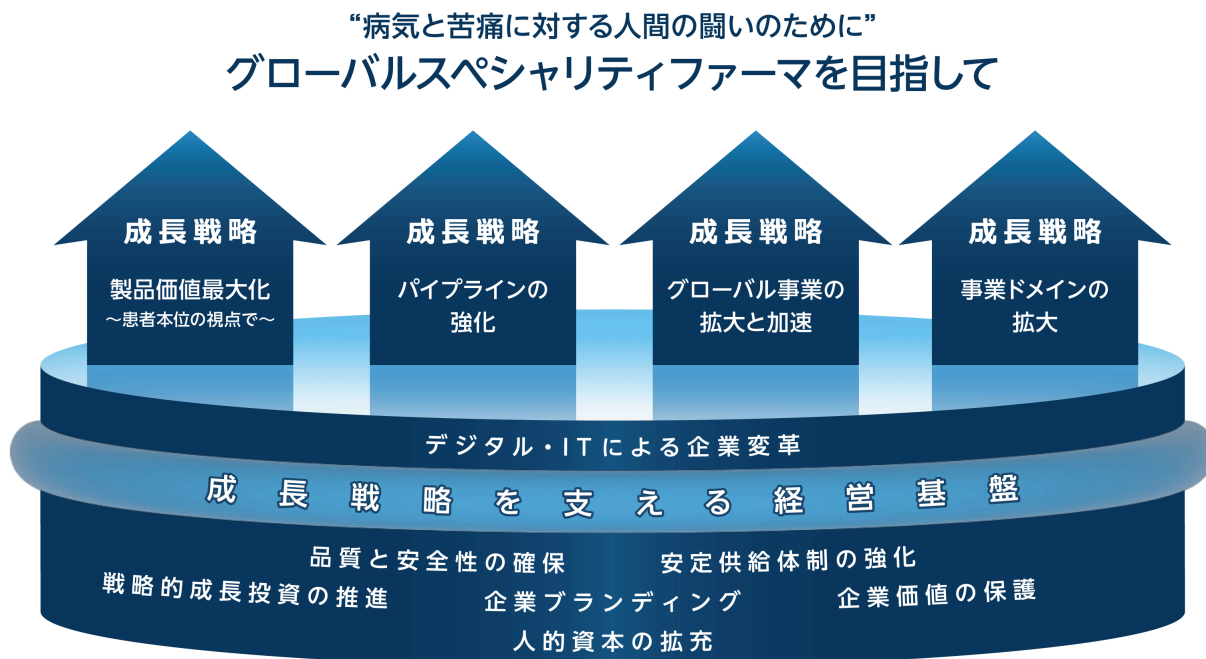 “病気と苦痛に対する人間の闘いのために”
グローバルスペシャリティファーマを目指して
成長戦略
製品価値最大化
~患者本位の視点で~
成長戦略
パイプラインの
強化
成長戦略
グローバル事業の
拡大と加速
成長戦略
事業ドメインの
拡大
デジタル・ITによる企業変革
成長戦略を支える経営基盤
品質と安全性の確保
安定供給体制の強化
戦略的成長投資の推進
企業ブランディング
企業価値の保護
人的資本の拡充